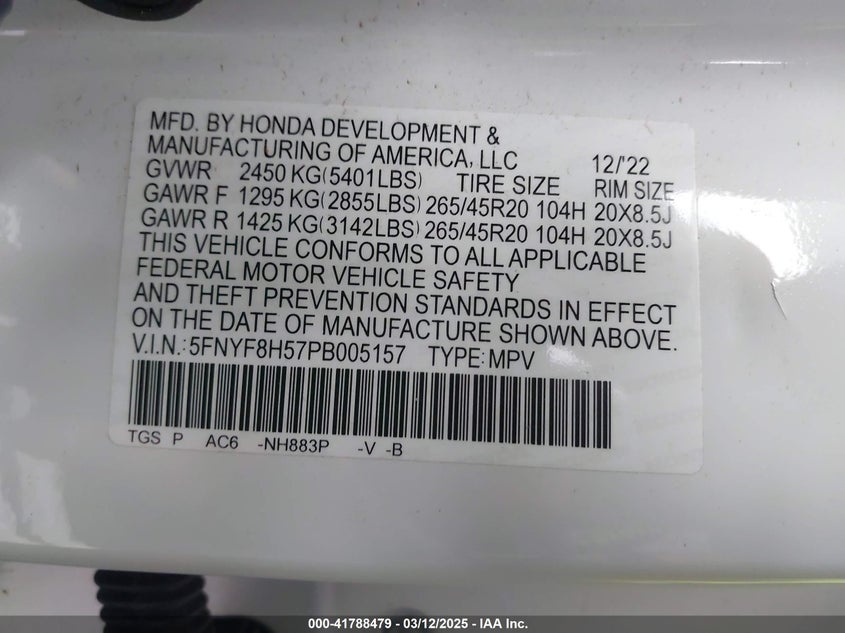 MFD. BY HONDA DEVELOPMENT &
MANUFACTURING OF AMERICA, LLC 12/'22
GVWR 2450 KG(5401LBS) TIRE SIZE RIM SIZE
GAWR F 1295 KG(2855LBS) 265/45R20 104H 20X8.5J
GAWR R 1425 KG(3142LBS) 265/45R20 104H 20X8.5J
THIS VEHICLE CONFORMS TO ALL APPLICABLE
FEDERAL MOTOR VEHICLE SAFETY
AND THEFT PREVENTION STANDARDS IN EFFECT
ON THE DATE OF MANUFACTURE SHOWN ABOVE.
V.I.N.: 5FNYF8H57PB005157 TYPE: MPV
TGS P AC6 -NH883P -V -B
000-41788479 - 03/12/2025 - IAA Inc.